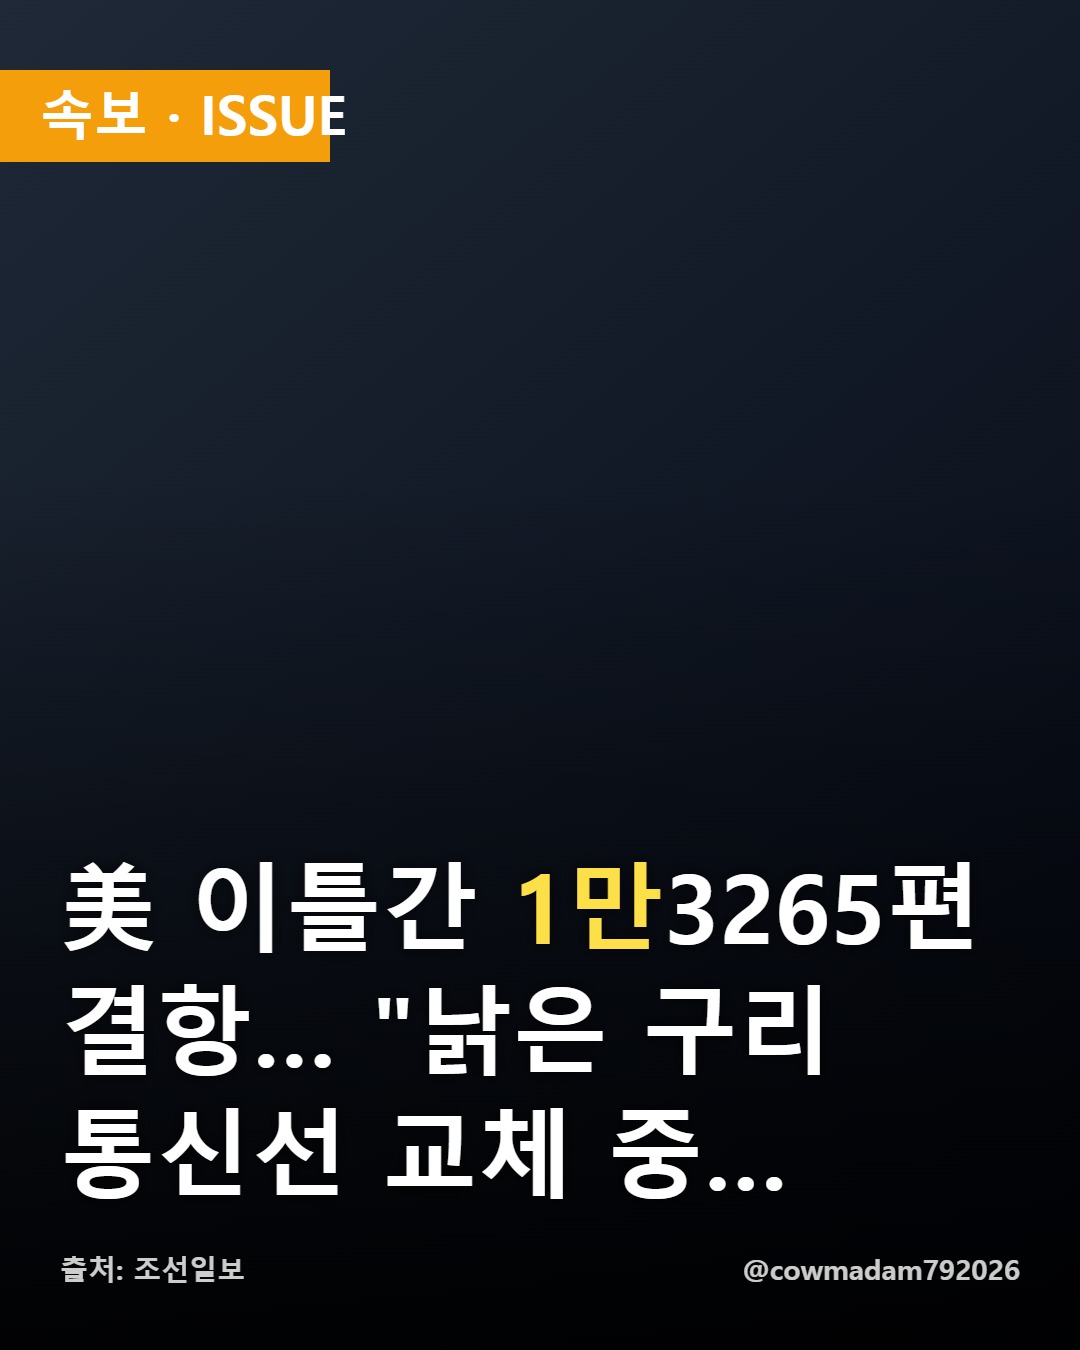 속보 · ISSUE
美 이틀간 1만3265편
결항... "낡은 구리
통신선 교체 중...
출처: 조선일보
@cowmadam792026